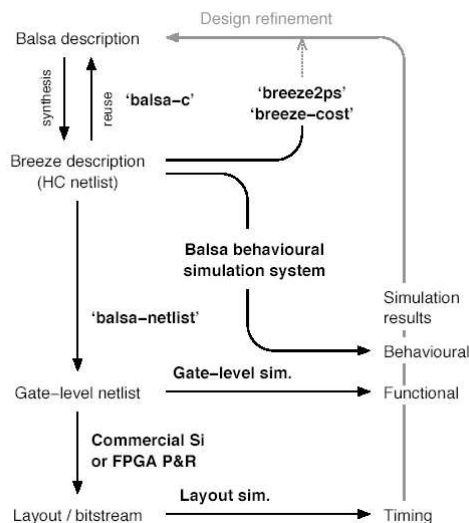 Design refinement
Balsa description
synthesis
reuse
‘balsa−c’
‘breeze2ps’
‘breeze−cost’
Breeze description
(HC netlist)
Balsa behavioural
simulation system
‘balsa−netlist’
Simulation
results
Behavioural
Gate−level sim.
Gate−level netlist
Functional
Commercial Si
or FPGA P&R
Layout sim.
Layout / bitstream
Timing